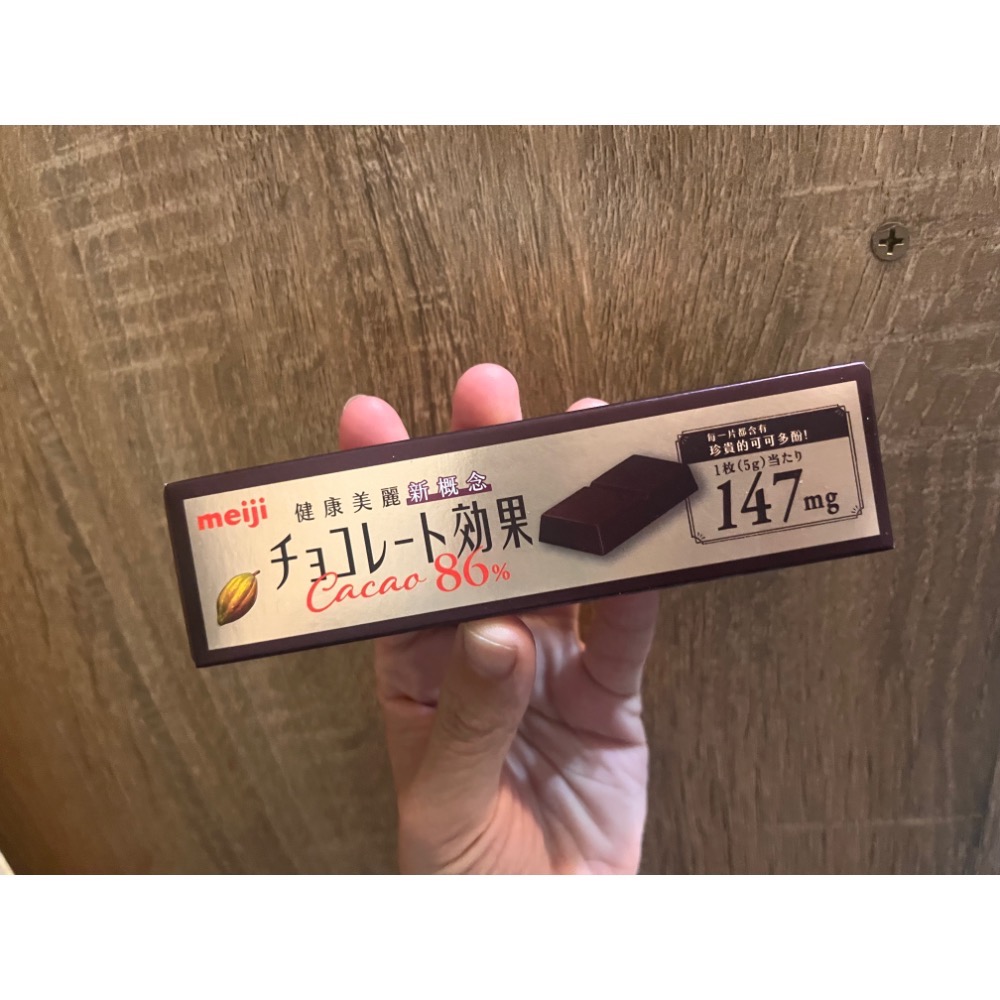 meiji
健康美麗新概念
チョコレート効果
Cacao 86%
每一片都含有
珍貴的可可多酚!
1枚(5g)当たり
147mg